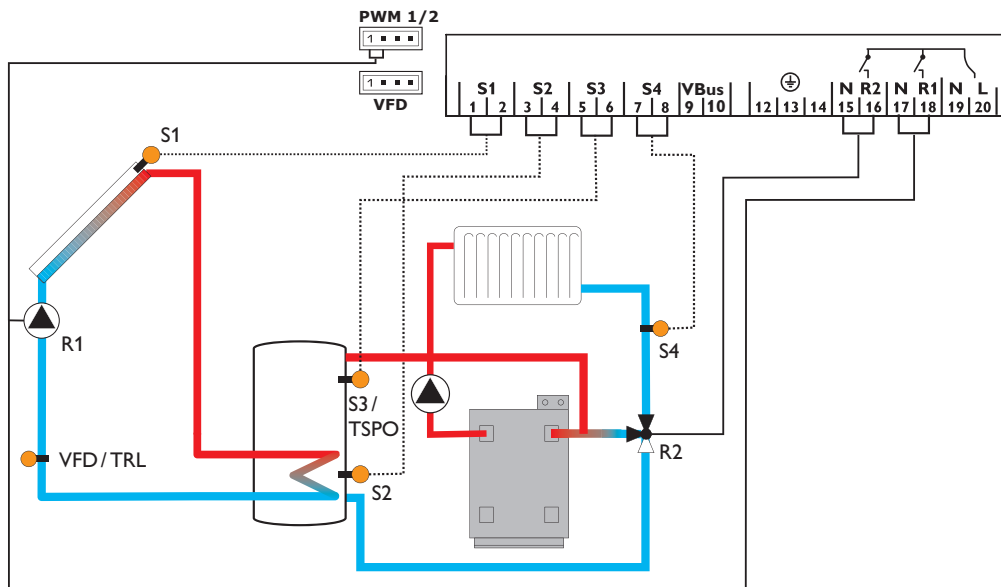 PWM 1/2
1
1
VFD
S1 S2 S3 S4 VBus N R2 N R1 N L
1 2 3 4 5 6 7 8 9 10 12 13 14 15 16 17 18 19 20
S1
R1
S4
S3 /
TSPO
VFD / TRL
R2
S2